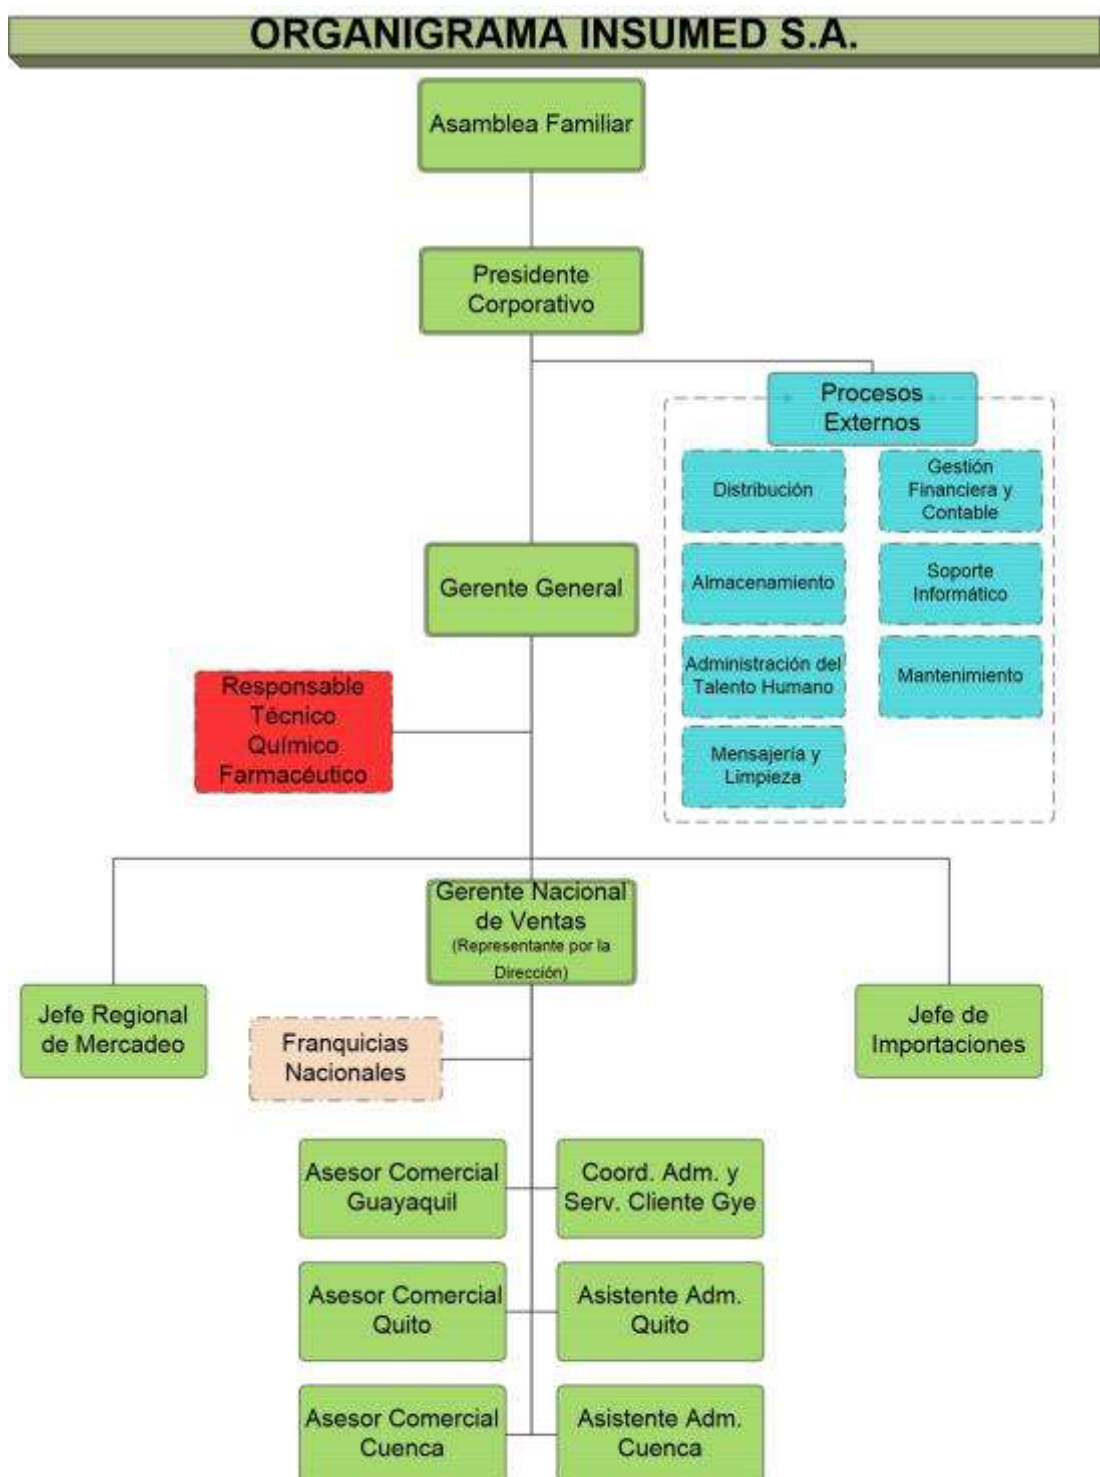 ORGANIGRAMA INSUMED S.A.
Asamblea Familiar
Presidente
Corporativo
Procesos
Externos
Distribución
Gestión
Financiera y
Contable
Almacenamiento
Soporte
Informático
Administración del
Talento Humano
Mantenimiento
Mensajería y
Limpieza
Gerente General
Responsable
Técnico
Químico
Farmacéutico
Gerente Nacional
de Ventas
(Representante por la
Dirección)
Jefe Regional
de Mercadeo
Jefe de
Importaciones
Franquicias
Nacionales
Asesor Comercial
Guayaquil
Coord. Adm. y
Serv. Cliente Gye
Asesor Comercial
Quito
Asistente Adm.
Quito
Asesor Comercial
Cuenca
Asistente Adm.
Cuenca